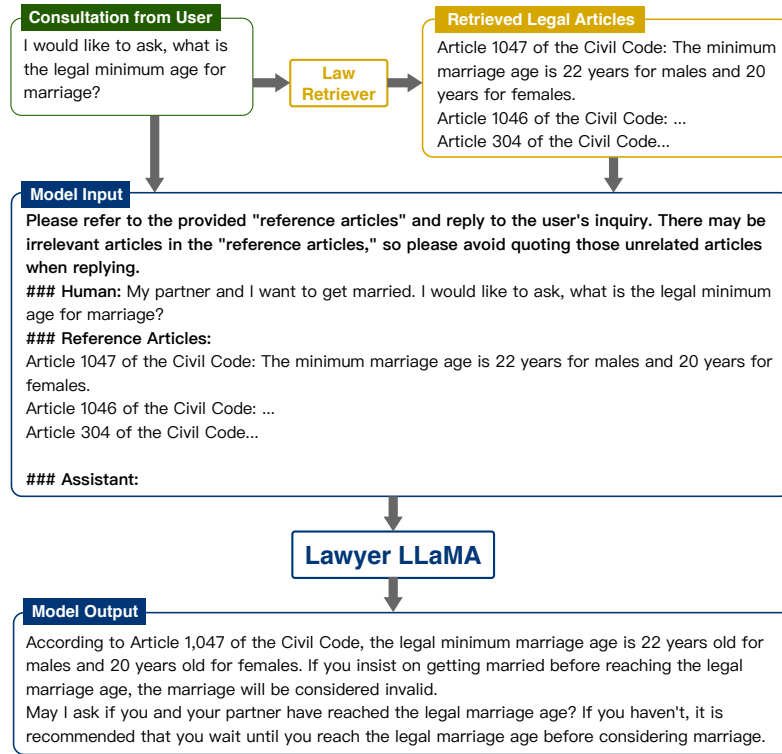 Consultation from User
I would like to ask, what is
the legal minimum age for
marriage?
Law
Retriever
Retrieved Legal Articles
Article 1047 of the Civil Code: The minimum
marriage age is 22 years for males and 20
years for females.
Article 1046 of the Civil Code: ...
Article 304 of the Civil Code...
Model Input
Please refer to the provided "reference articles" and reply to the user's inquiry. There may be
irrelevant articles in the "reference articles," so please avoid quoting those unrelated articles
when replying.
### Human: My partner and I want to get married. I would like to ask, what is the legal minimum
age for marriage?
### Reference Articles:
Article 1047 of the Civil Code: The minimum marriage age is 22 years for males and 20 years for
females.
Article 1046 of the Civil Code: ...
Article 304 of the Civil Code...
### Assistant:
Lawyer LLaMA
Model Output
According to Article 1,047 of the Civil Code, the legal minimum marriage age is 22 years old for
males and 20 years old for females. If you insist on getting married before reaching the legal
marriage age, the marriage will be considered invalid.
May I ask if you and your partner have reached the legal marriage age? If you haven't, it is
recommended that you wait until you reach the legal marriage age before considering marriage.